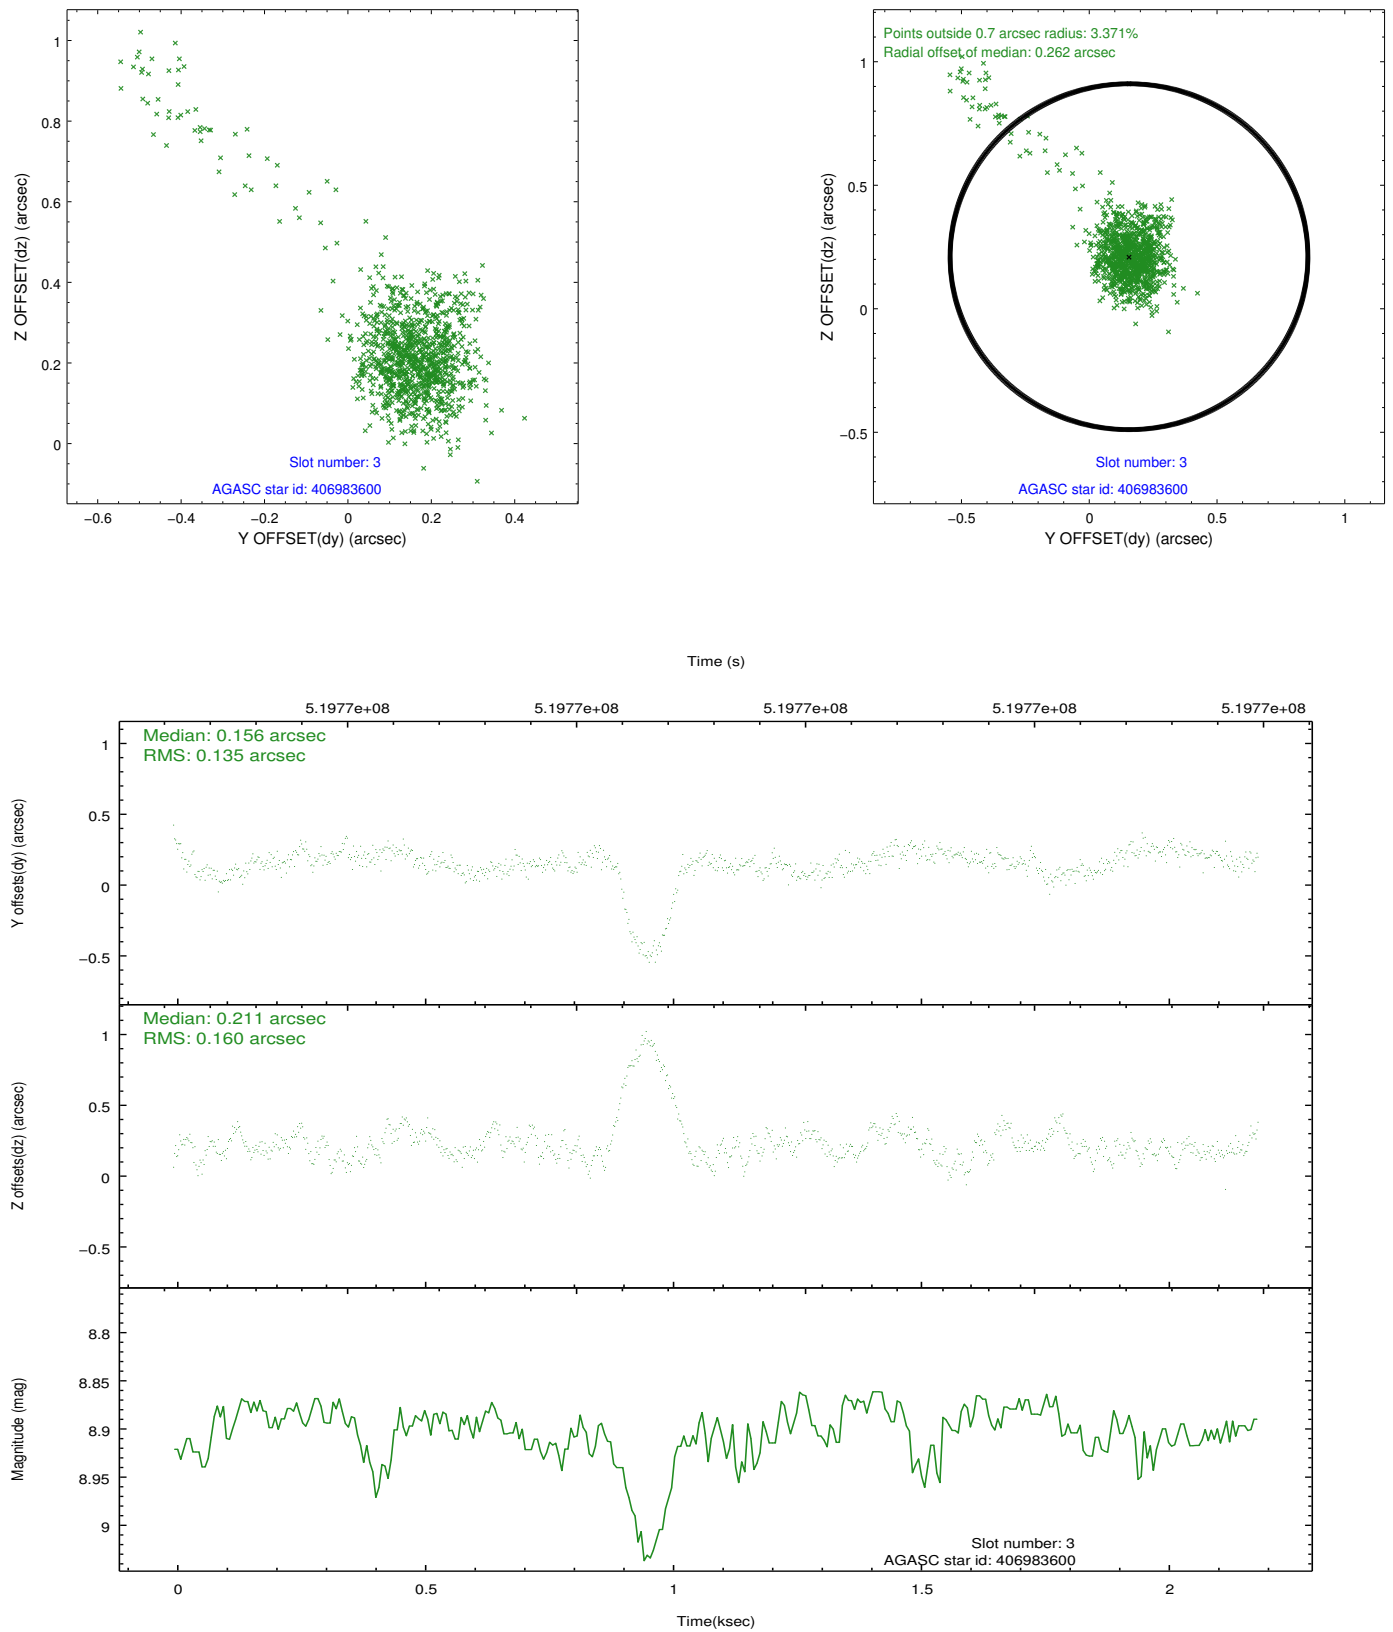 1
0.8
0.6
0.4
0.2
0
−0.6
−0.4
−0.2
0
0.2
0.4
Z OFFSET(dz) (arcsec)
Y OFFSET(dy) (arcsec)
Slot number: 3
AGASC star id: 406983600
Points outside 0.7 arcsec radius: 3.371%
Radial offset of median: 0.262 arcsec
1
0.5
0
−0.5
−0.5
0
0.5
1
Z OFFSET(dz) (arcsec)
Y OFFSET(dy) (arcsec)
Slot number: 3
AGASC star id: 406983600
Time (s)
5.1977e+08
5.1977e+08
5.1977e+08
5.1977e+08
5.1977e+08
Median: 0.156 arcsec
RMS: 0.135 arcsec
1
0.5
0
−0.5
Y offsets(dy) (arcsec)
Median: 0.211 arcsec
RMS: 0.160 arcsec
1
0.5
0
−0.5
Z offsets(dz) (arcsec)
8.8
8.85
8.9
8.95
9
Magnitude (mag)
Slot number: 3
AGASC star id: 406983600
0
0.5
1
1.5
2
Time(ksec)